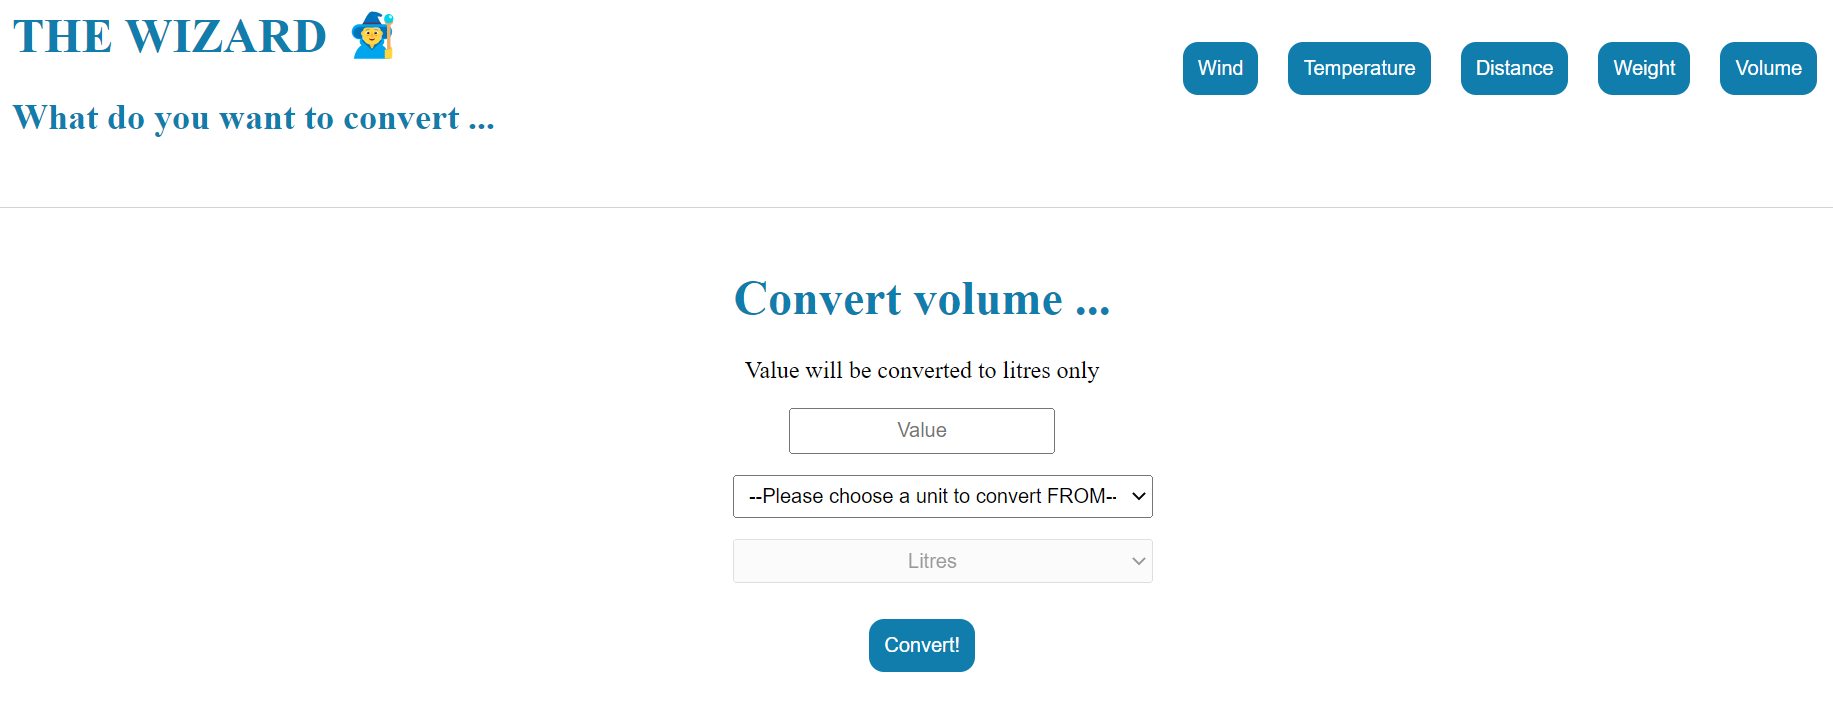 THE WIZARD 🧙‍♂️
What do you want to convert ...
Wind
Temperature
Distance
Weight
Volume
Convert volume ...
Value will be converted to litres only
Value
--Please choose a unit to convert FROM--
Litres
Convert!